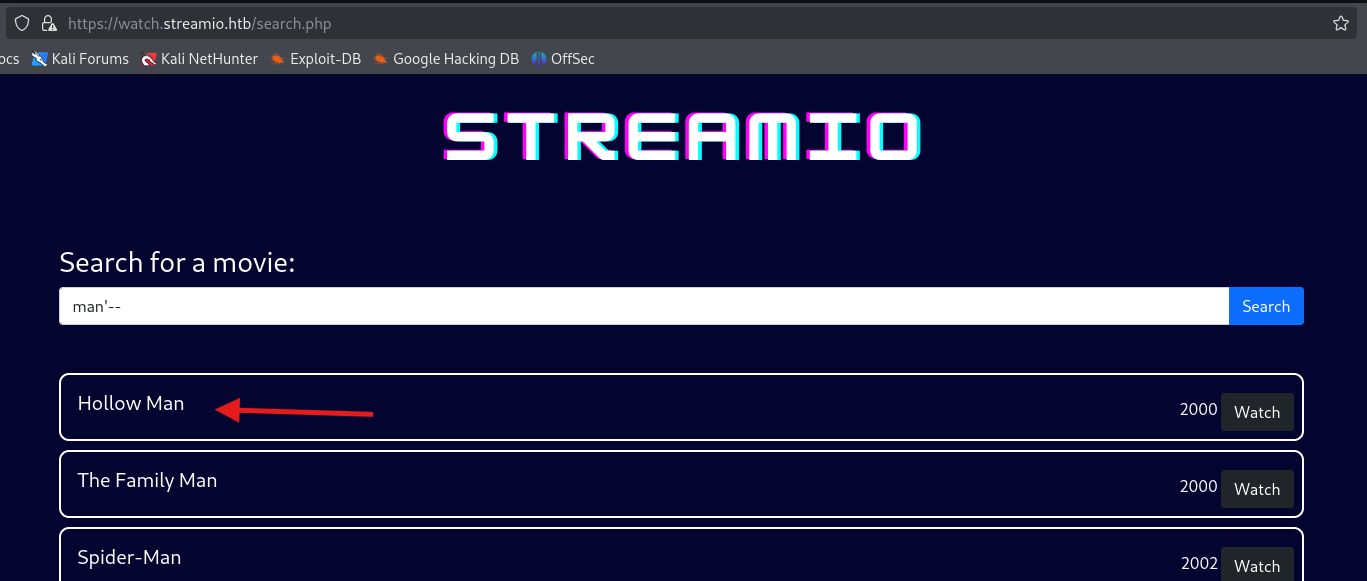 https://watch.streamio.htb/search.php
ocs Kali Forums Kali NetHunter Exploit-DB Google Hacking DB OffSec
STREAMIO
Search for a movie:
man'-- Search
Hollow Man 2000 Watch
The Family Man 2000 Watch
Spider-Man 2002 Watch